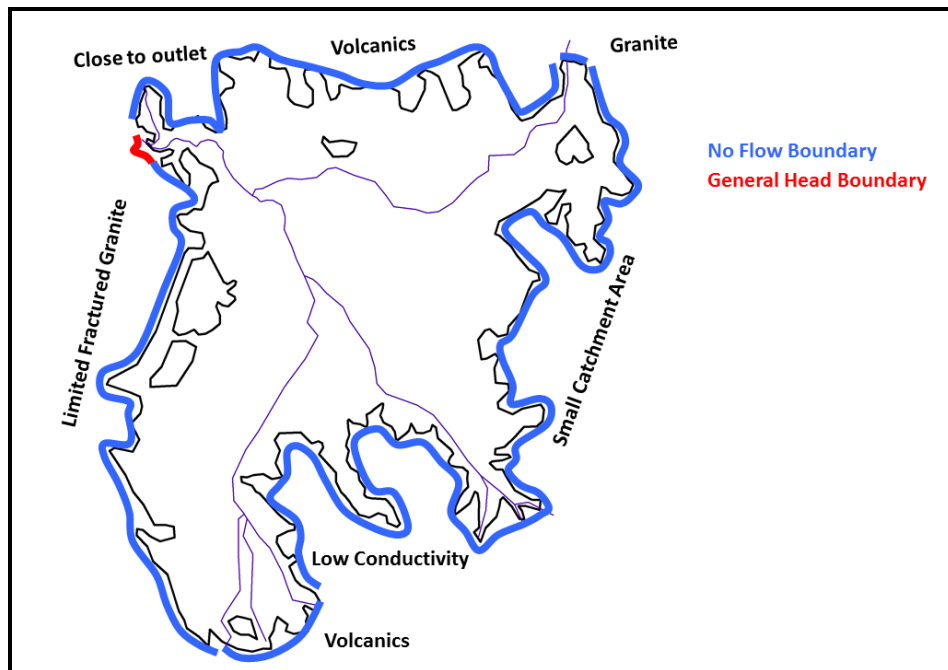 Close to outlet
Volcanics
Granite
No Flow Boundary
General Head Boundary
Limited Fractured Granite
Small Catchment Area
Low Conductivity
Volcanics